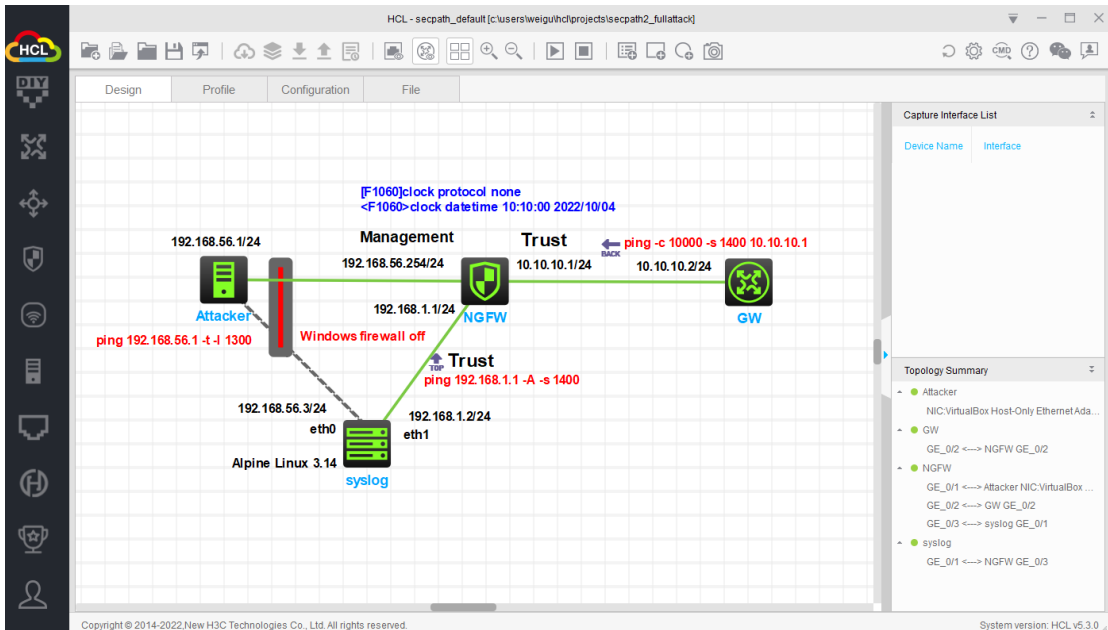 HCL - secpath_default [c:\users\weigu\hcl\projects\secpath2_fullattack]
HCL
CMD
DIY
Design Profile Configuration File
Capture Interface List
Device Name Interface
[F1060]clock protocol none
<F1060>clock datetime 10:10:00 2022/10/04
192.168.56.1/24
Management
Trust
BACK
ping -c 10000 -s 1400 10.10.10.1
192.168.56.254/24
10.10.10.1/24
10.10.10.2/24
192.168.1.1/24
Attacker
NGFW
GW
ping 192.168.56.1 -t -l 1300
Windows firewall off
TOP
Trust
ping 192.168.1.1 -A -s 1400
192.168.56.3/24
192.168.1.2/24
eth0
eth1
Alpine Linux 3.14
syslog
Topology Summary
Attacker
NIC:VirtualBox Host-Only Ethernet Ada...
GW
GE_0/2 <---> NGFW GE_0/2
NGFW
GE_0/1 <---> Attacker NIC:VirtualBox ...
GE_0/2 <---> GW GE_0/2
GE_0/3 <---> syslog GE_0/1
syslog
GE_0/1 <---> NGFW GE_0/3
Copyright © 2014-2022,New H3C Technologies Co., Ltd. All rights reserved.
System version: HCL v5.3.0